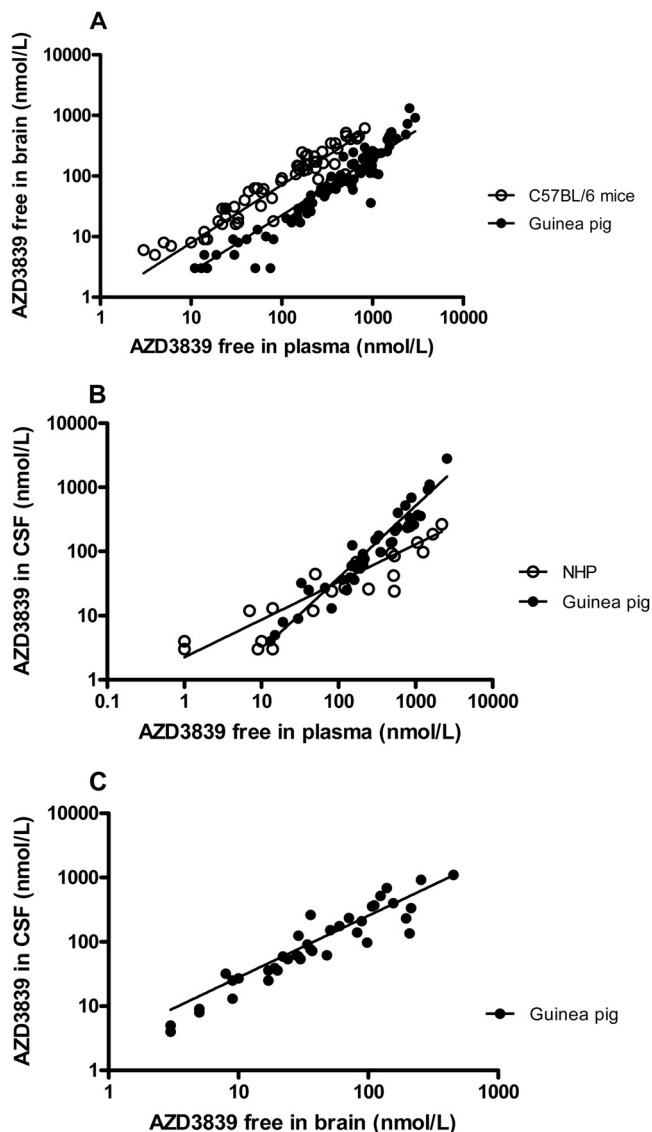 A
AZD3839 free in brain (nmol/L)
10000
1000
100
10
1
1 10 100 1000 10000
AZD3839 free in plasma (nmol/L)
C57BL/6 mice
Guinea pig
B
AZD3839 in CSF (nmol/L)
10000
1000
100
10
1
0.1 1 10 100 1000 10000
AZD3839 free in plasma (nmol/L)
NHP
Guinea pig
C
AZD3839 in CSF (nmol/L)
10000
1000
100
10
1
1 10 100 1000
AZD3839 free in brain (nmol/L)
Guinea pig